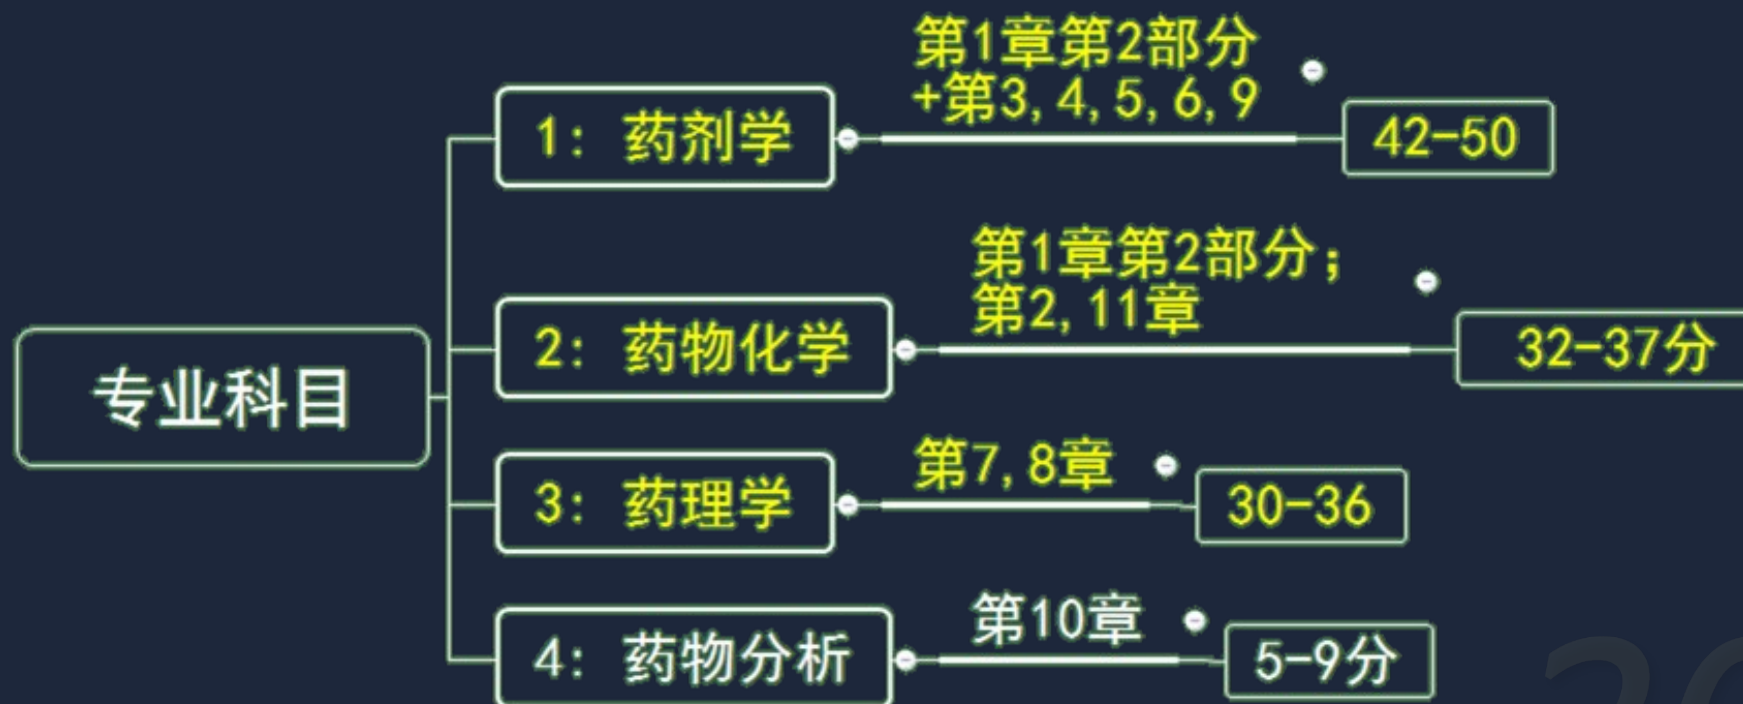 专业科目
1: 药剂学
第1章第2部分
+第3,4,5,6,9
42-50
2: 药物化学
第1章第2部分;
第2,11章
32-37分
3: 药理学
第7,8章
30-36
4: 药物分析
第10章
5-9分